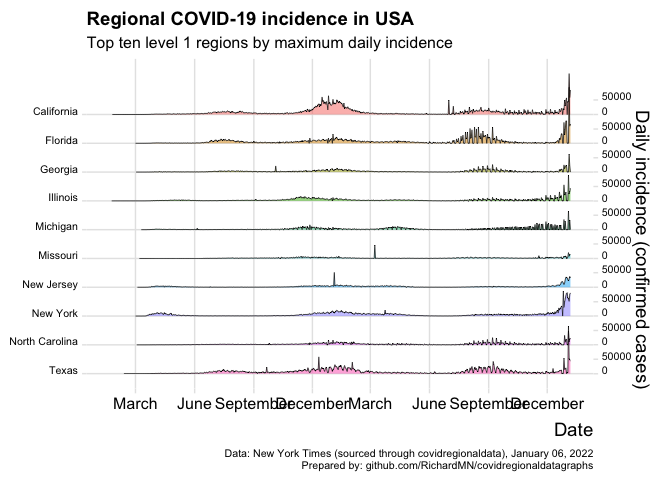 Regional COVID-19 incidence in USA
Top ten level 1 regions by maximum daily incidence
California
Florida
Georgia
Illinois
Michigan
Missouri
New Jersey
New York
North Carolina
Texas
50000
0
50000
0
50000
0
50000
0
50000
0
50000
0
50000
0
50000
0
50000
0
50000
0
Daily incidence (confirmed cases)
March June September December March June September December
Date
Data: New York Times (sourced through covidregionaldata), January 06, 2022
Prepared by: github.com/RichardMN/covidregionaldatagraphs